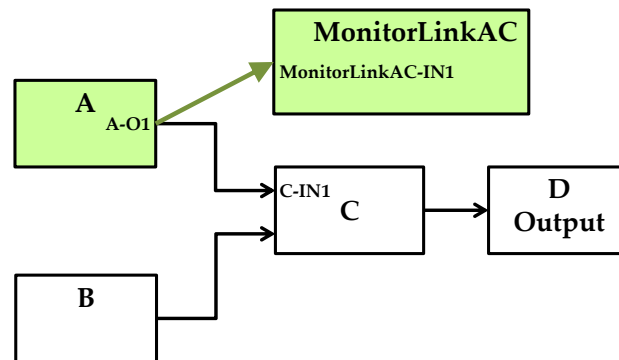 MonitorLinkAC
MonitorLinkAC-IN1
A
A-O1
C-IN1
C
D
Output
B